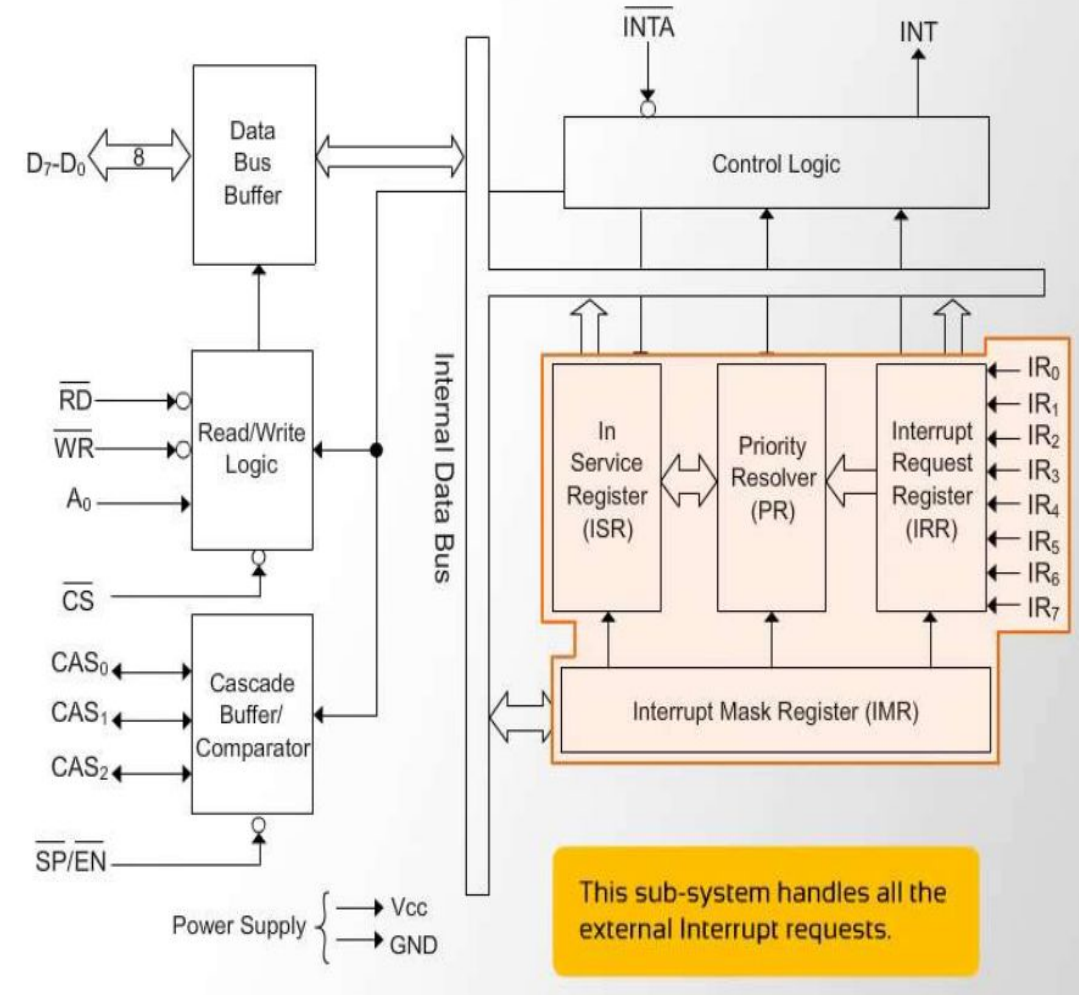 INTA
INT
Data
Bus
Buffer
D₇-D₀
8
Control Logic
Internal Data Bus
RD
WR
A₀
Read/Write
Logic
CS
In
Service
Register
(ISR)
Priority
Resolver
(PR)
Interrupt
Request
Register
(IRR)
IR₀
IR₁
IR₂
IR₃
IR₄
IR₅
IR₆
IR₇
CAS₀
CAS₁
CAS₂
Cascade
Buffer/
Comparator
Interrupt Mask Register (IMR)
SP/EN
Power Supply
Vcc
GND
This sub-system handles all the
external Interrupt requests.